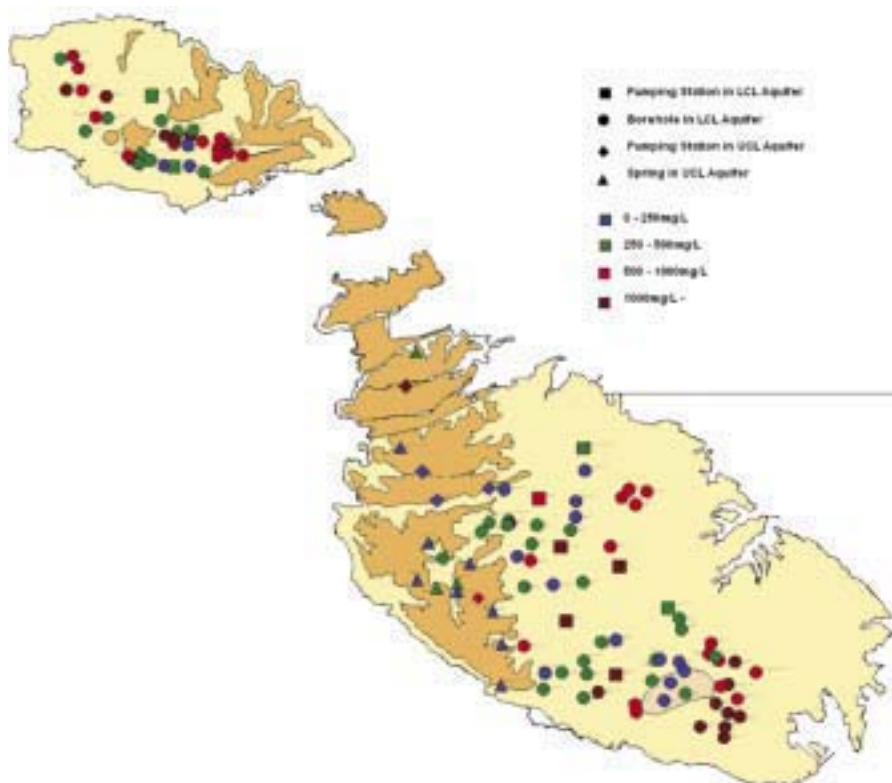 Pumping Station in LCL Aquifer
Borehole in LCL Aquifer
Pumping Station in UCL Aquifer
Spring in UCL Aquifer
0 - 250mg/L
250 - 500mg/L
500 - 1000mg/L
1000mg/L -